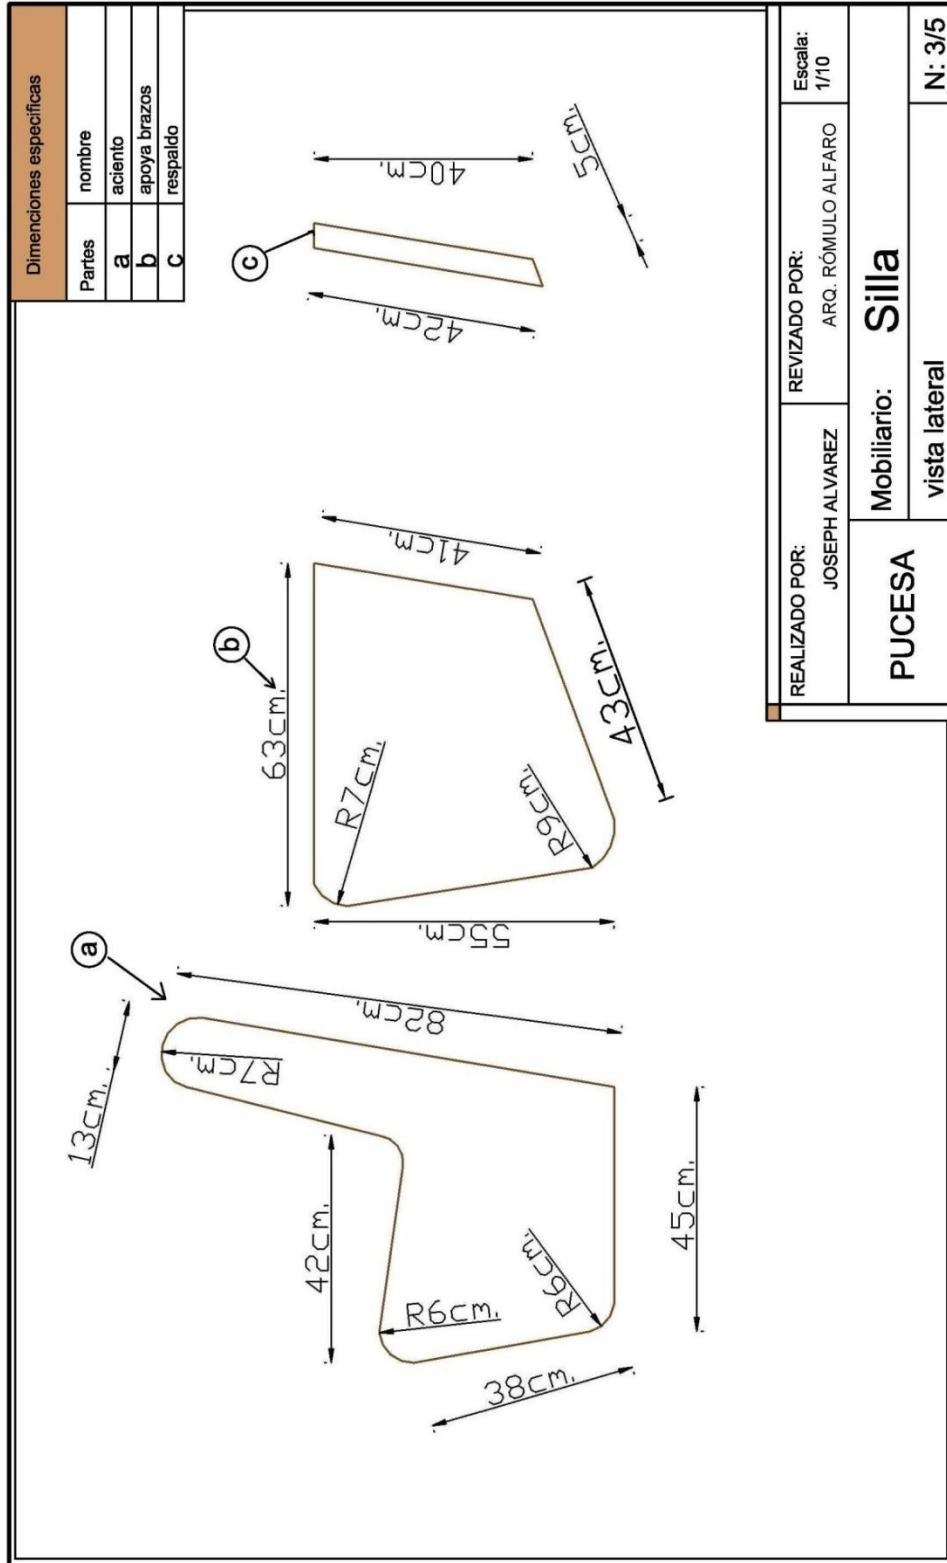 Dimenciones especificas
Partes nombre
a aciento
b apoya brazos
c respaldo
a
13cm.
R7cm.
82cm.
42cm.
R6cm.
R6cm.
38cm.
45cm.
b
63cm.
R7cm.
R9cm.
55cm.
41cm.
43cm.
c
42cm.
40cm.
5cm.
REALIZADO POR:
JOSEPH ALVAREZ
REVIZADO POR:
ARQ. RÓMULO ALFARO
Escala:
1/10
PUCESA
Mobiliario: Silla
vista lateral
N: 3/5